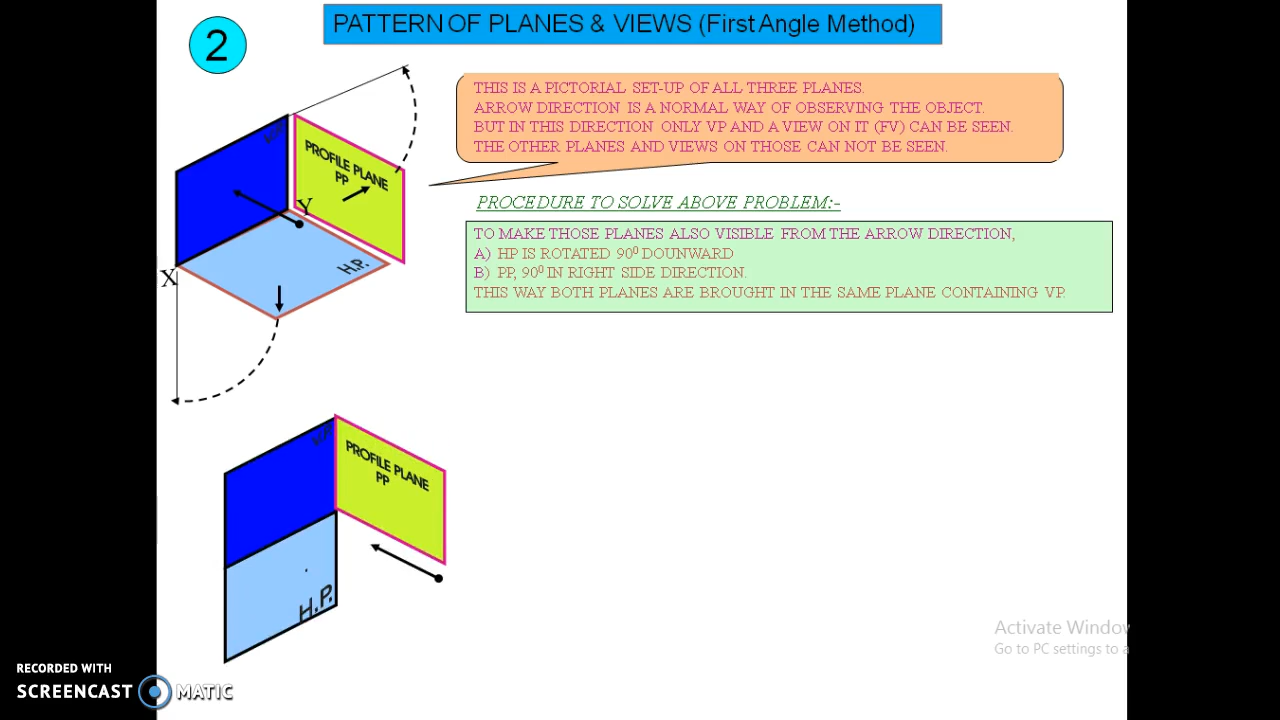 2
PATTERN OF PLANES & VIEWS (First Angle Method)
THIS IS A PICTORIAL SET-UP OF ALL THREE PLANES.
ARROW DIRECTION IS A NORMAL WAY OF OBSERVING THE OBJECT.
BUT IN THIS DIRECTION ONLY VP AND A VIEW ON IT (FV) CAN BE SEEN.
THE OTHER PLANES AND VIEWS ON THOSE CAN NOT BE SEEN.
V.P.
PROFILE PLANE
PP
Y
X
H.P.
PROCEDURE TO SOLVE ABOVE PROBLEM:-
TO MAKE THOSE PLANES ALSO VISIBLE FROM THE ARROW DIRECTION,
A) HP IS ROTATED 90⁰ DOUNWARD
B) PP, 90⁰ IN RIGHT SIDE DIRECTION.
THIS WAY BOTH PLANES ARE BROUGHT IN THE SAME PLANE CONTAINING VP.
V.P.
PROFILE PLANE
PP
H.P.
Activate Window
Go to PC settings to a
RECORDED WITH
SCREENCAST MATIC